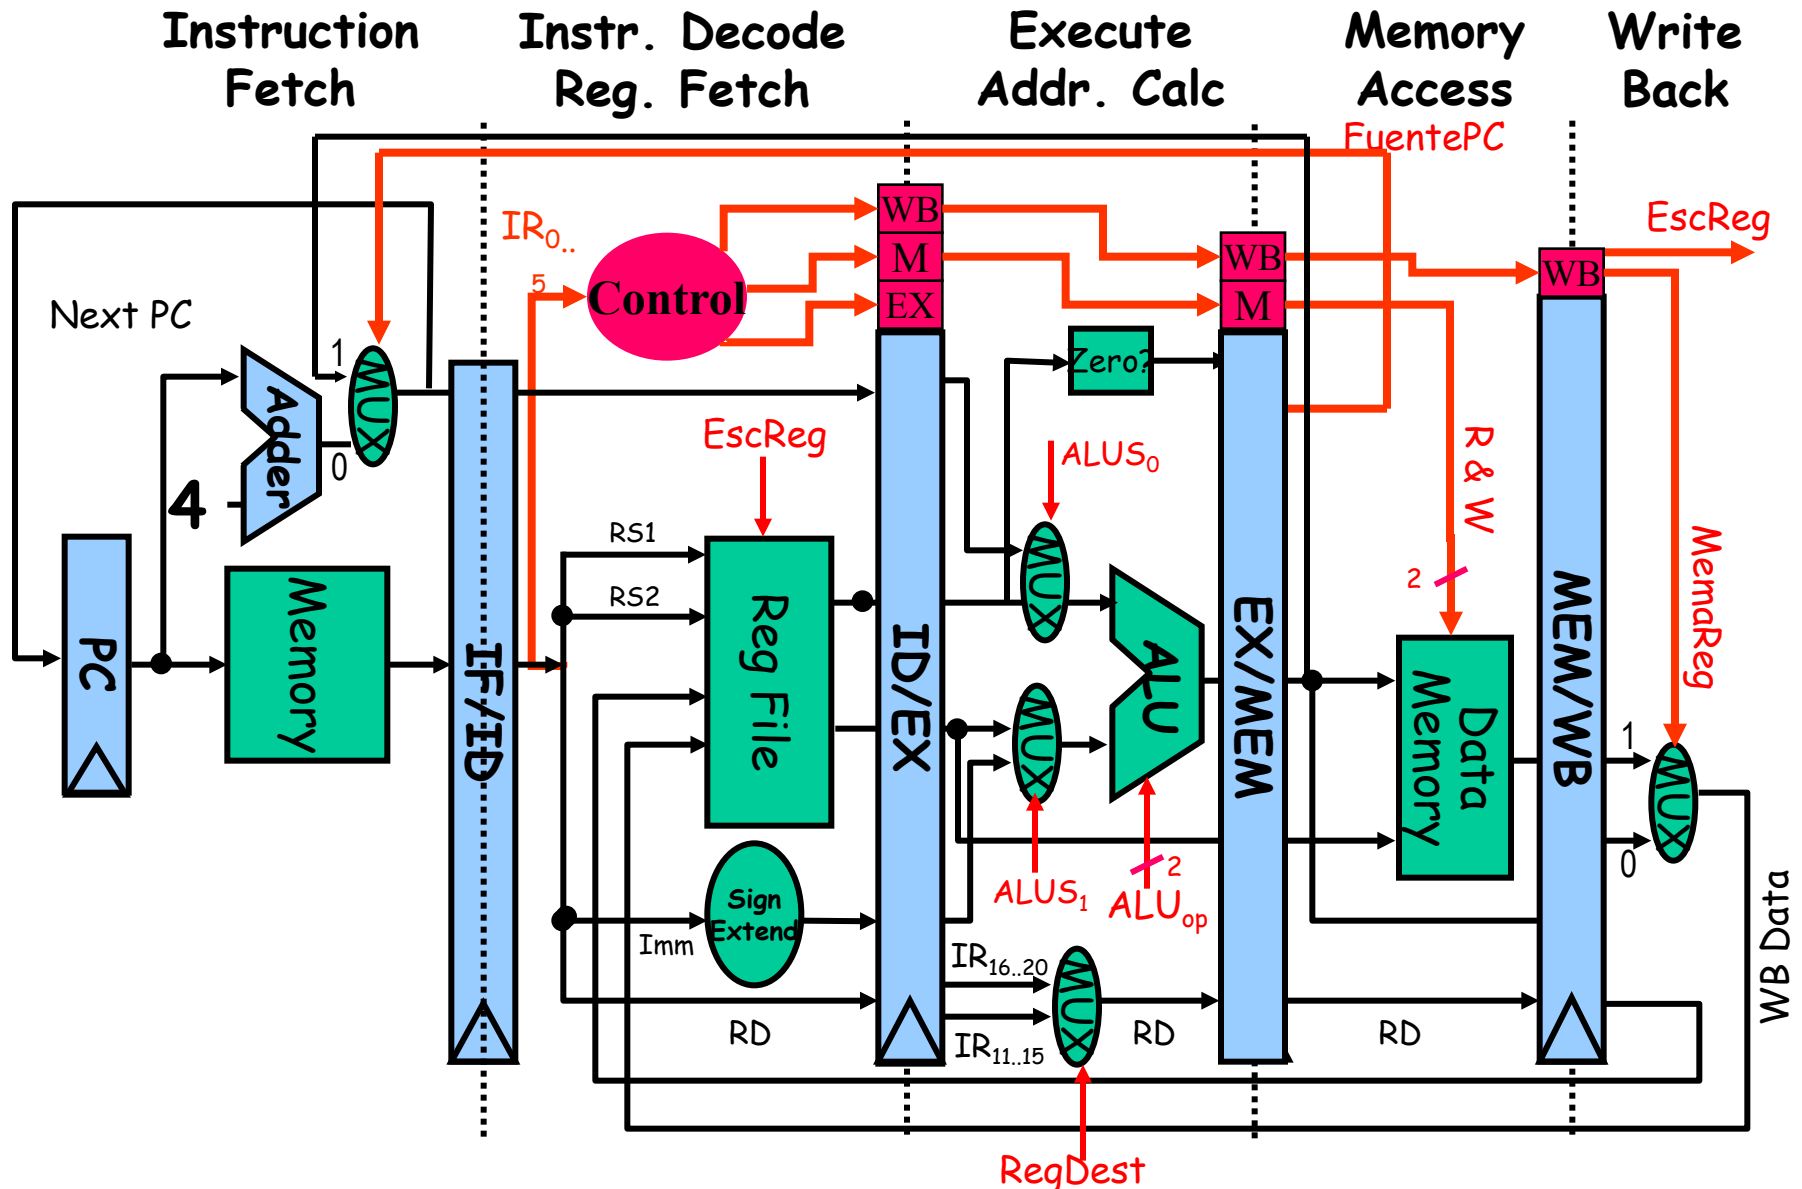 Instruction
Fetch
Instr. Decode
Reg. Fetch
Execute
Addr. Calc
Memory
Access
Write
Back
FuentePC
EscReg
IR0..
5
Control
WB
M
EX
WB
M
WB
Next PC
1
MUX
0
Adder
4
Zero?
EscReg
ALUS0
R & W
2
MemaReg
PC
Memory
IF/ID
RS1
RS2
Reg File
ID/EX
MUX
MUX
ALU
EX/MEM
Data
Memory
MEM/WB
1
MUX
0
ALUS1
2
ALUop
Sign
Extend
Imm
IR16..20
IR11..15
MUX
RD
RD
RD
WB Data
RegDest